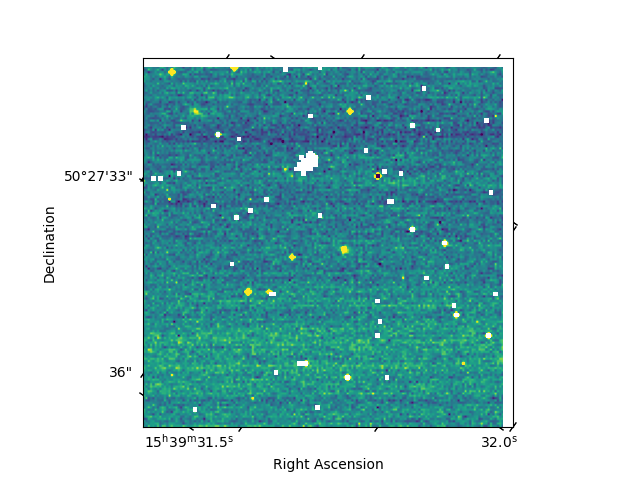 50°27'33"
36"
15ʰ39ᵐ31.5ˢ
32.0ˢ
Right Ascension
Declination